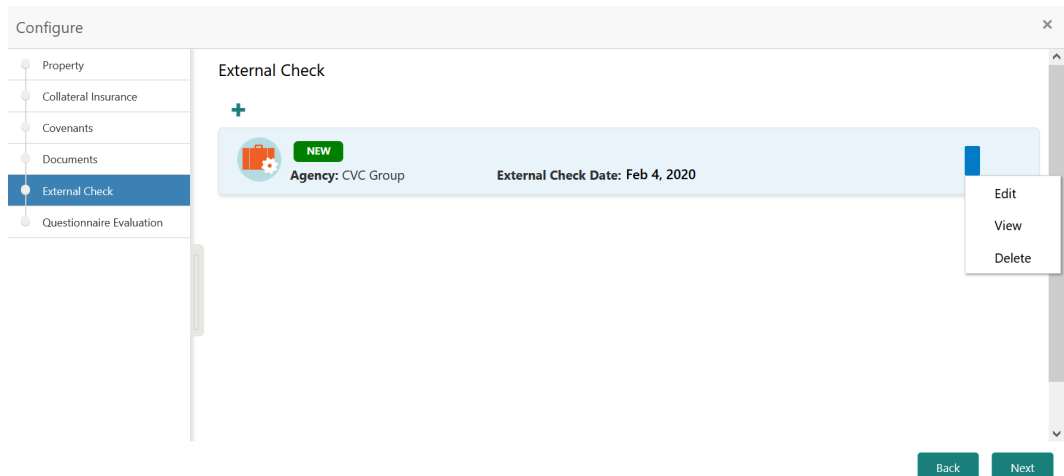 Configure
×
Property
Collateral Insurance
Covenants
Documents
External Check
Questionnaire Evaluation
External Check
+
NEW
Agency: CVC Group External Check Date: Feb 4, 2020
Edit
View
Delete
Back Next